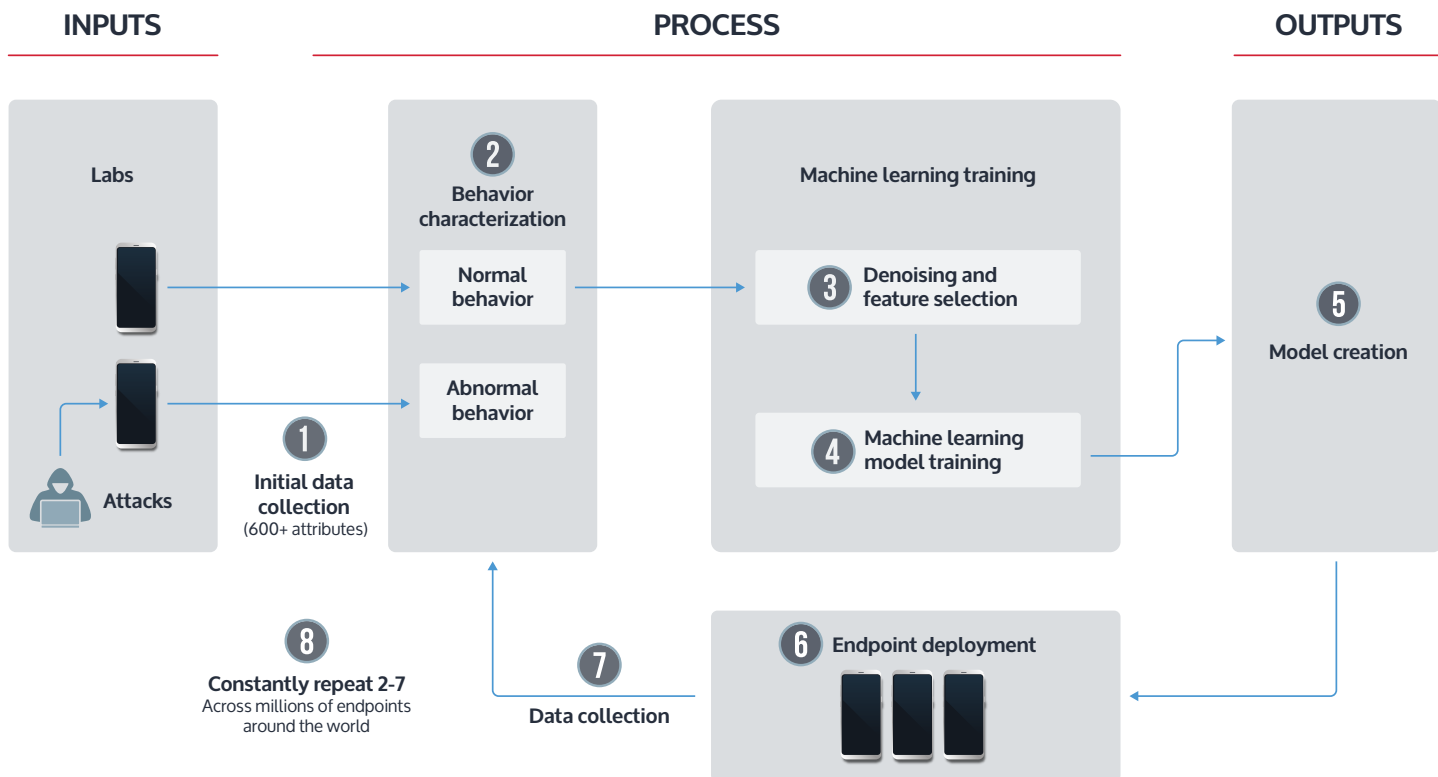 INPUTS
PROCESS
OUTPUTS
Labs
Attacks
1
Initial data
collection
(600+ attributes)
2
Behavior
characterization
Normal
behavior
Abnormal
behavior
Machine learning training
3
Denoising and
feature selection
4
Machine learning
model training
5
Model creation
6
Endpoint deployment
7
Data collection
8
Constantly repeat 2-7
Across millions of endpoints
around the world